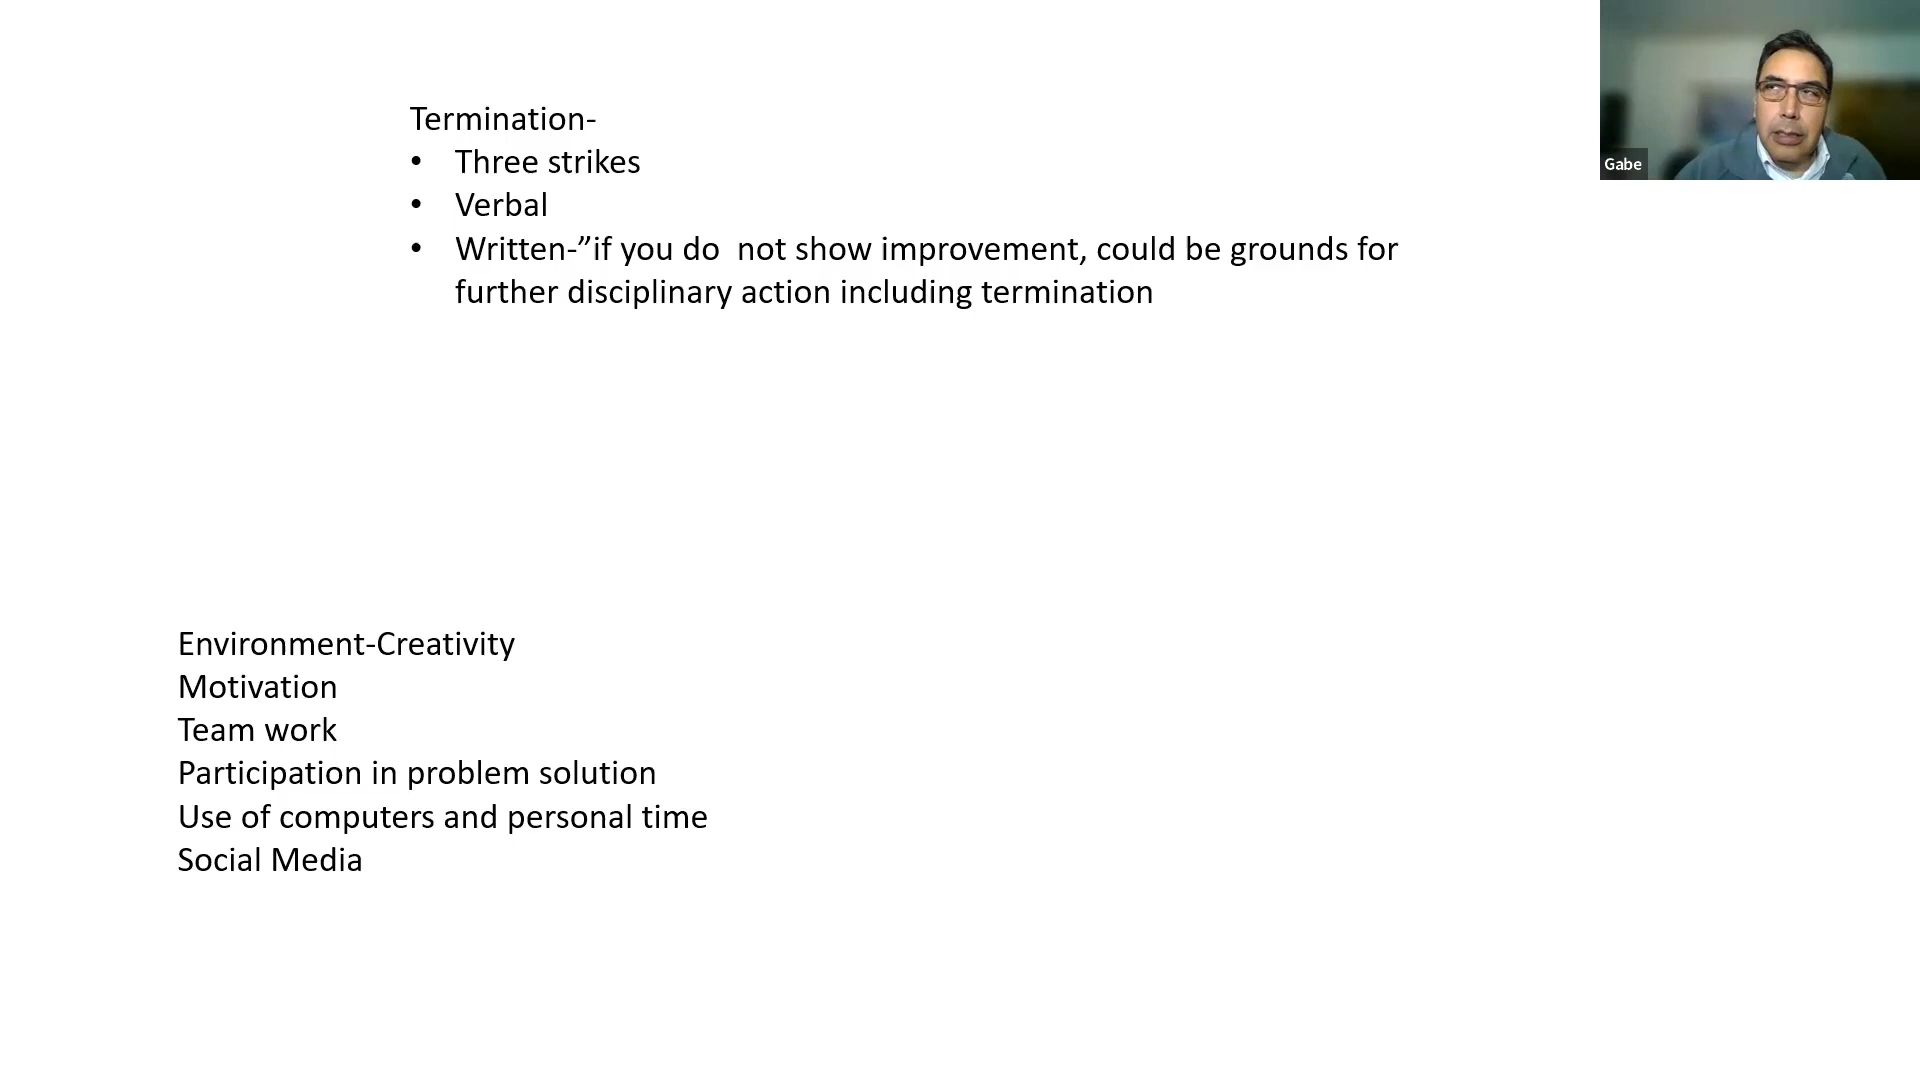 Termination-
• Three strikes
• Verbal
• Written-”if you do  not show improvement, could be grounds for
further disciplinary action including termination
Gabe
Environment-Creativity
Motivation
Team work
Participation in problem solution
Use of computers and personal time
Social Media